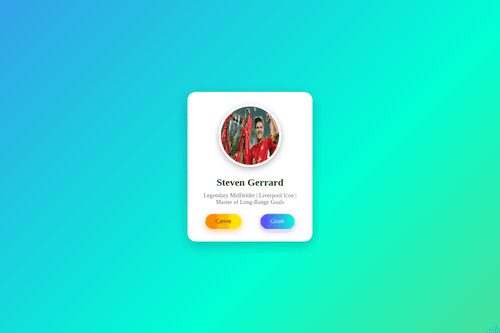 Steven Gerrard
Legendary Midfielder | Liverpool Icon |
Master of Long-Range Goals
Career
Goals